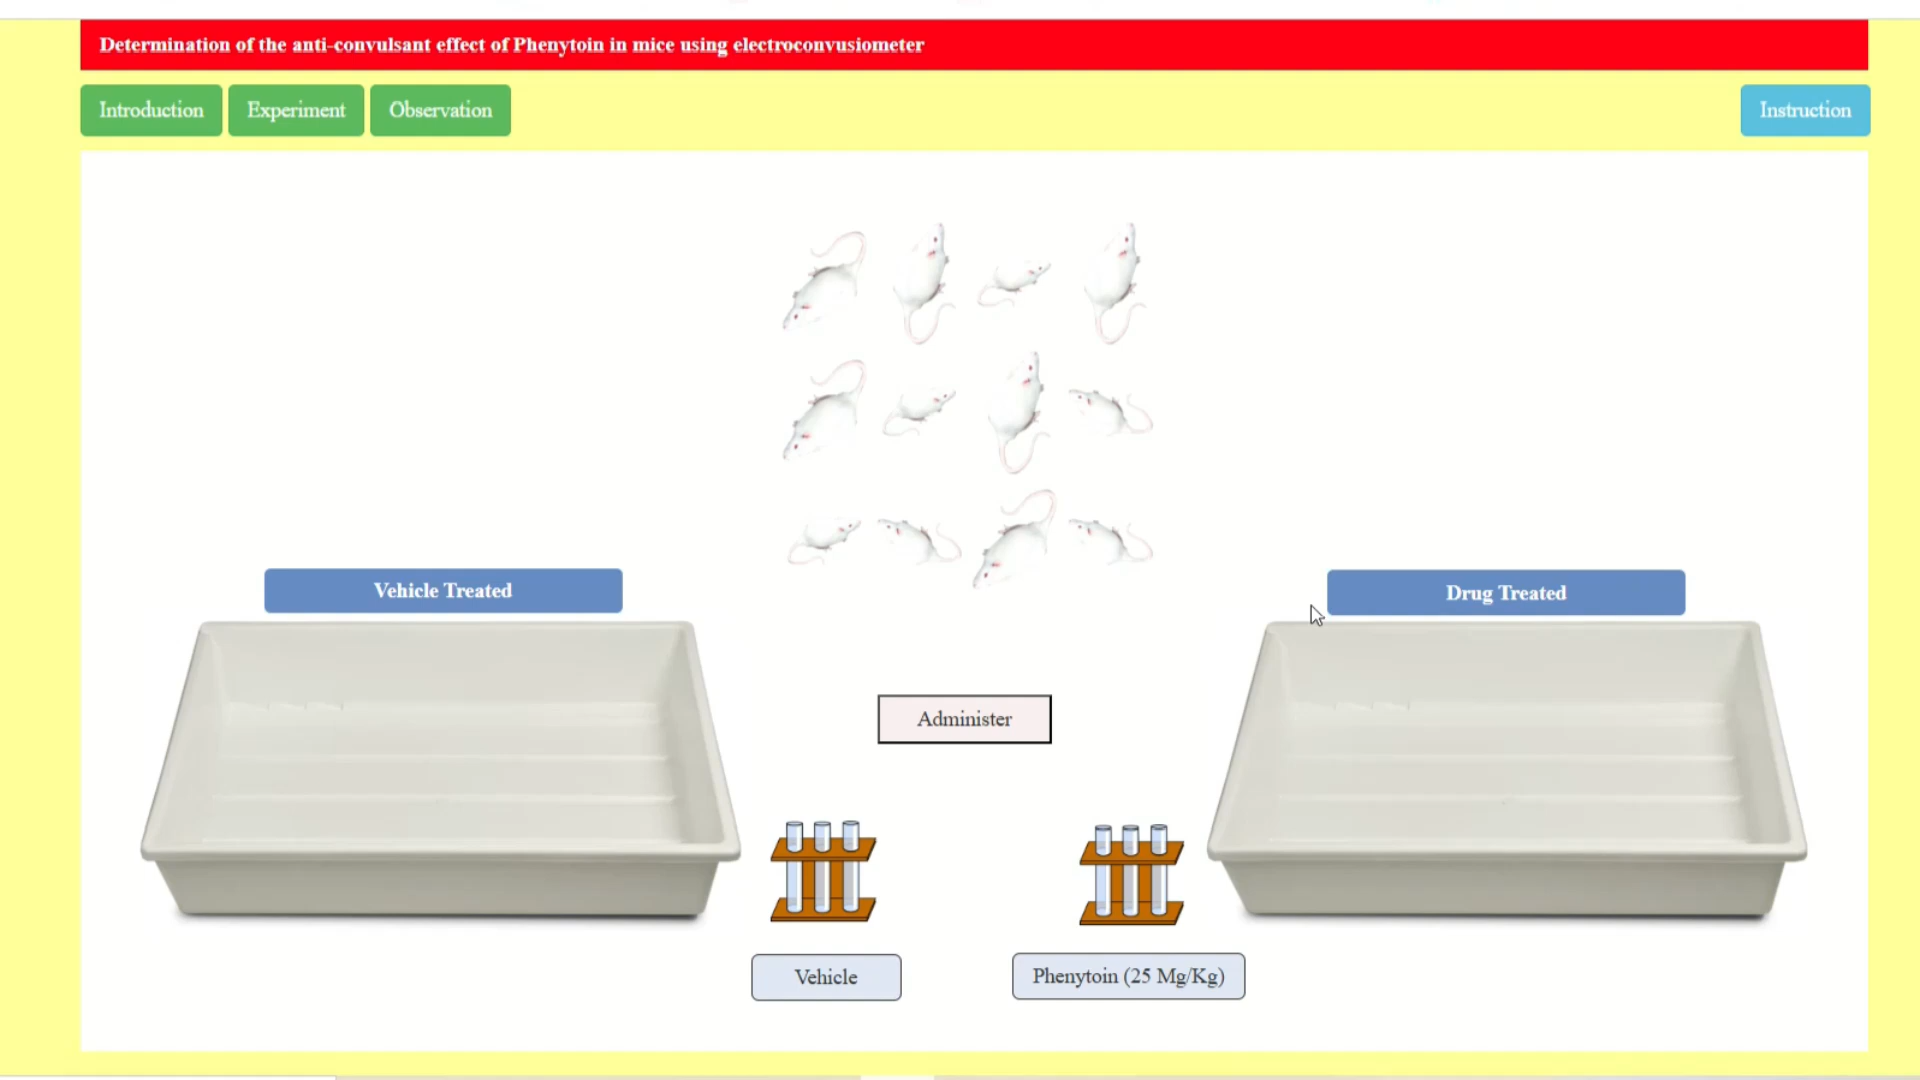 Determination of the anti-convulsant effect of Phenytoin in mice using electroconvusiometer
Introduction
Experiment
Observation
Instruction
Vehicle Treated
Drug Treated
Administer
Vehicle
Phenytoin (25 Mg/Kg)